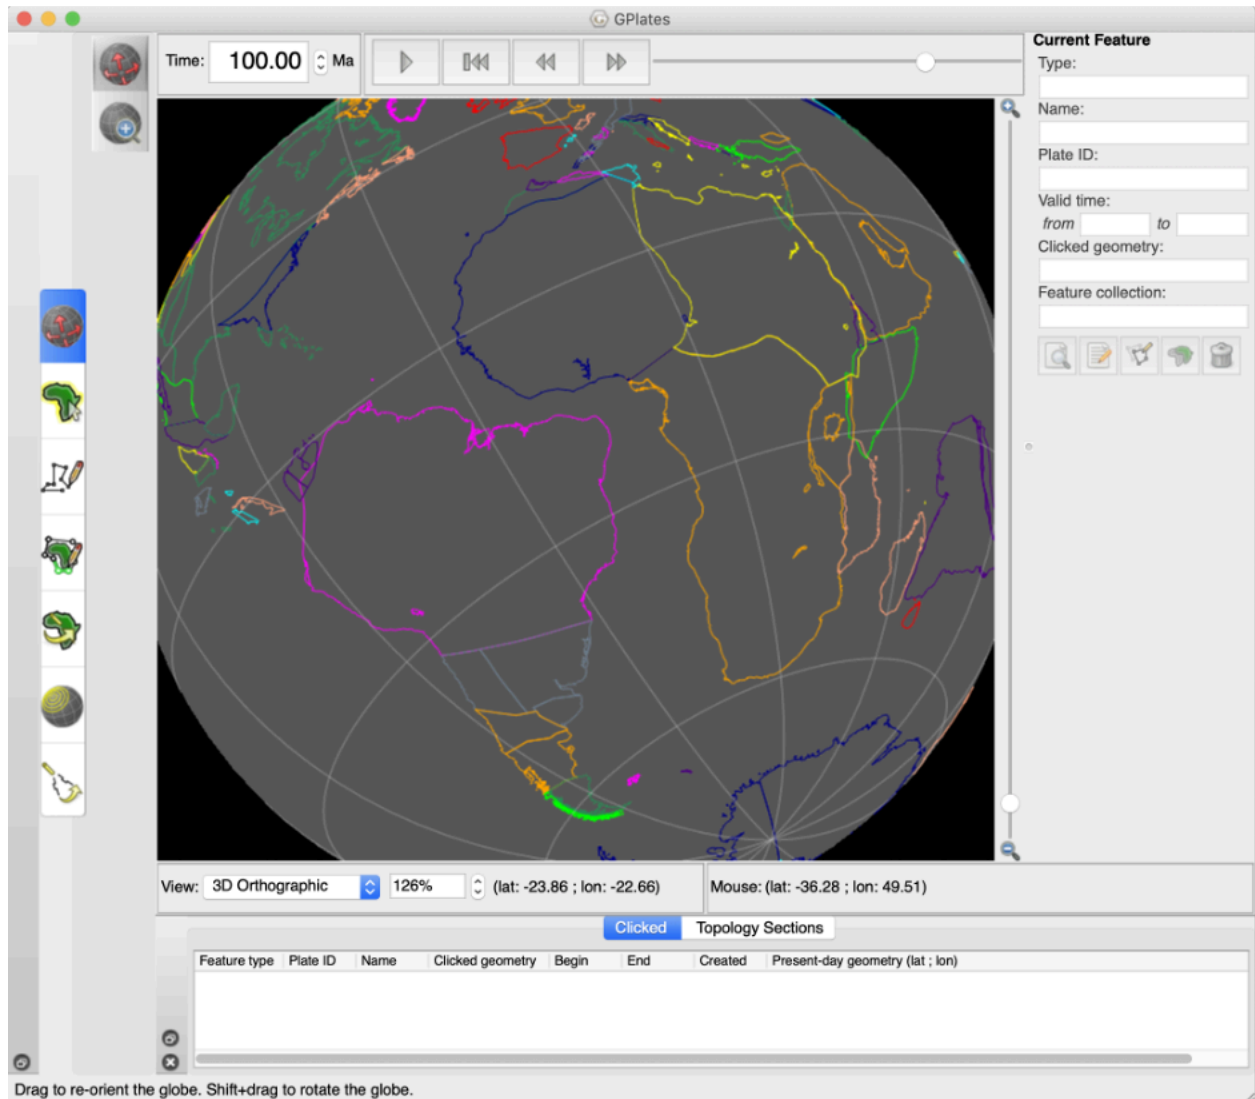 GPlates
Time: 100.00 Ma
Current Feature
Type:
Name:
Plate ID:
Valid time:
from to
Clicked geometry:
Feature collection:
View: 3D Orthographic 126% (lat: -23.86 ; lon: -22.66) Mouse: (lat: -36.28 ; lon: 49.51)
Clicked Topology Sections
Feature type Plate ID Name Clicked geometry Begin End Created Present-day geometry (lat ; lon)
Drag to re-orient the globe. Shift+drag to rotate the globe.